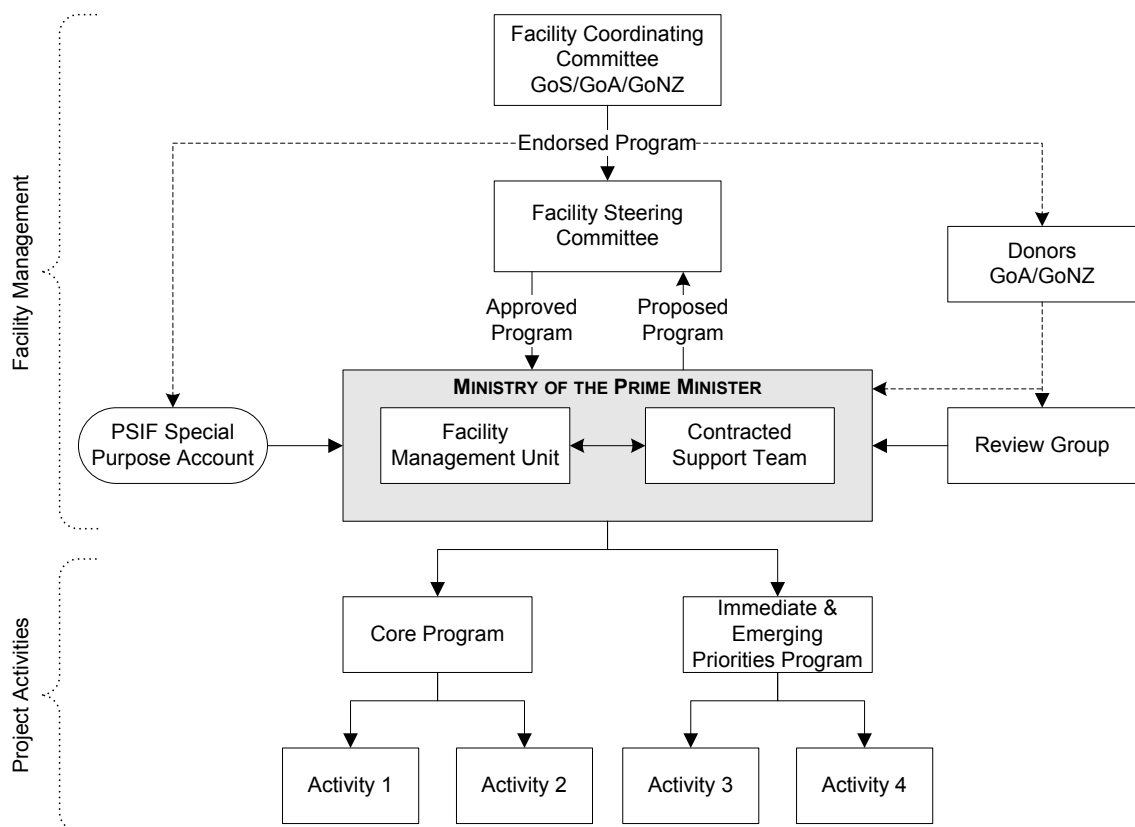 Facility Coordinating
Committee
GoS/GoA/GoNZ
Endorsed Program
Facility Steering
Committee
Donors
GoA/GoNZ
Facility Management
Approved
Program
Proposed
Program
MINISTRY OF THE PRIME MINISTER
PSIF Special
Purpose Account
Facility
Management Unit
Contracted
Support Team
Review Group
Project Activities
Core Program
Immediate &
Emerging
Priorities Program
Activity 1
Activity 2
Activity 3
Activity 4